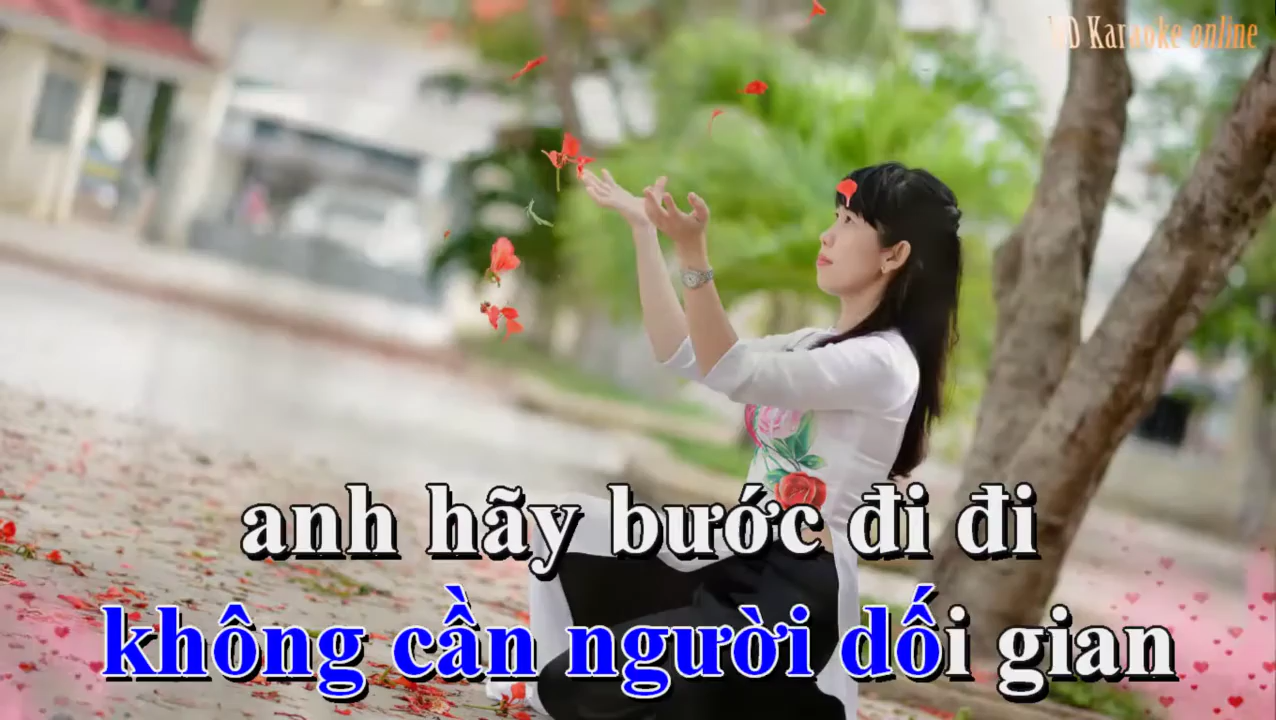 HD Karaoke online
anh hãy bước đi đi
không cần người dối gian